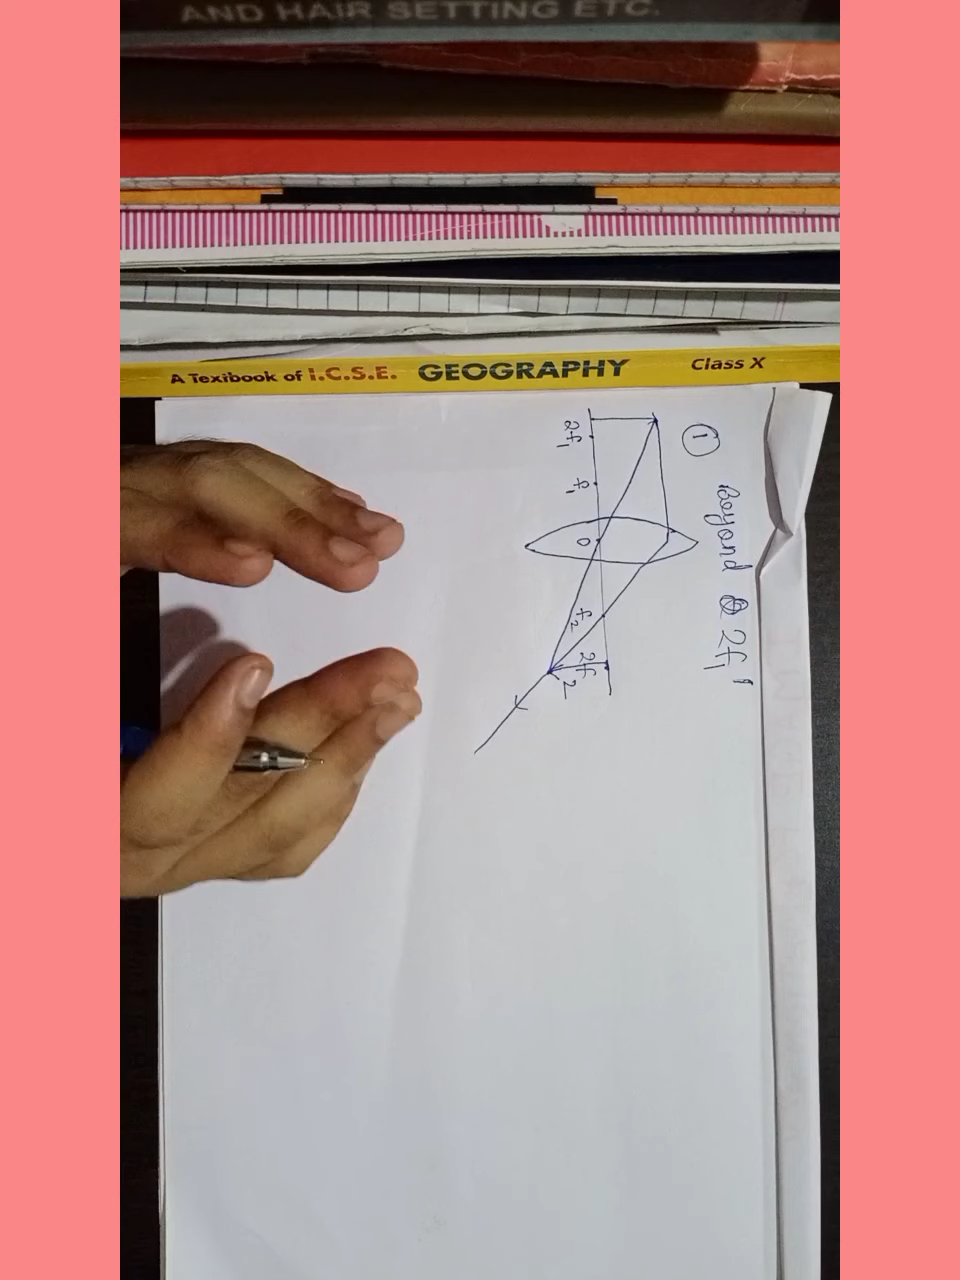 AND HAIR SETTING ETC.
A Textbook of I.C.S.E. GEOGRAPHY Class X
① Beyond 2f₁"
2f₁ f₁ O f₂ 2f₂